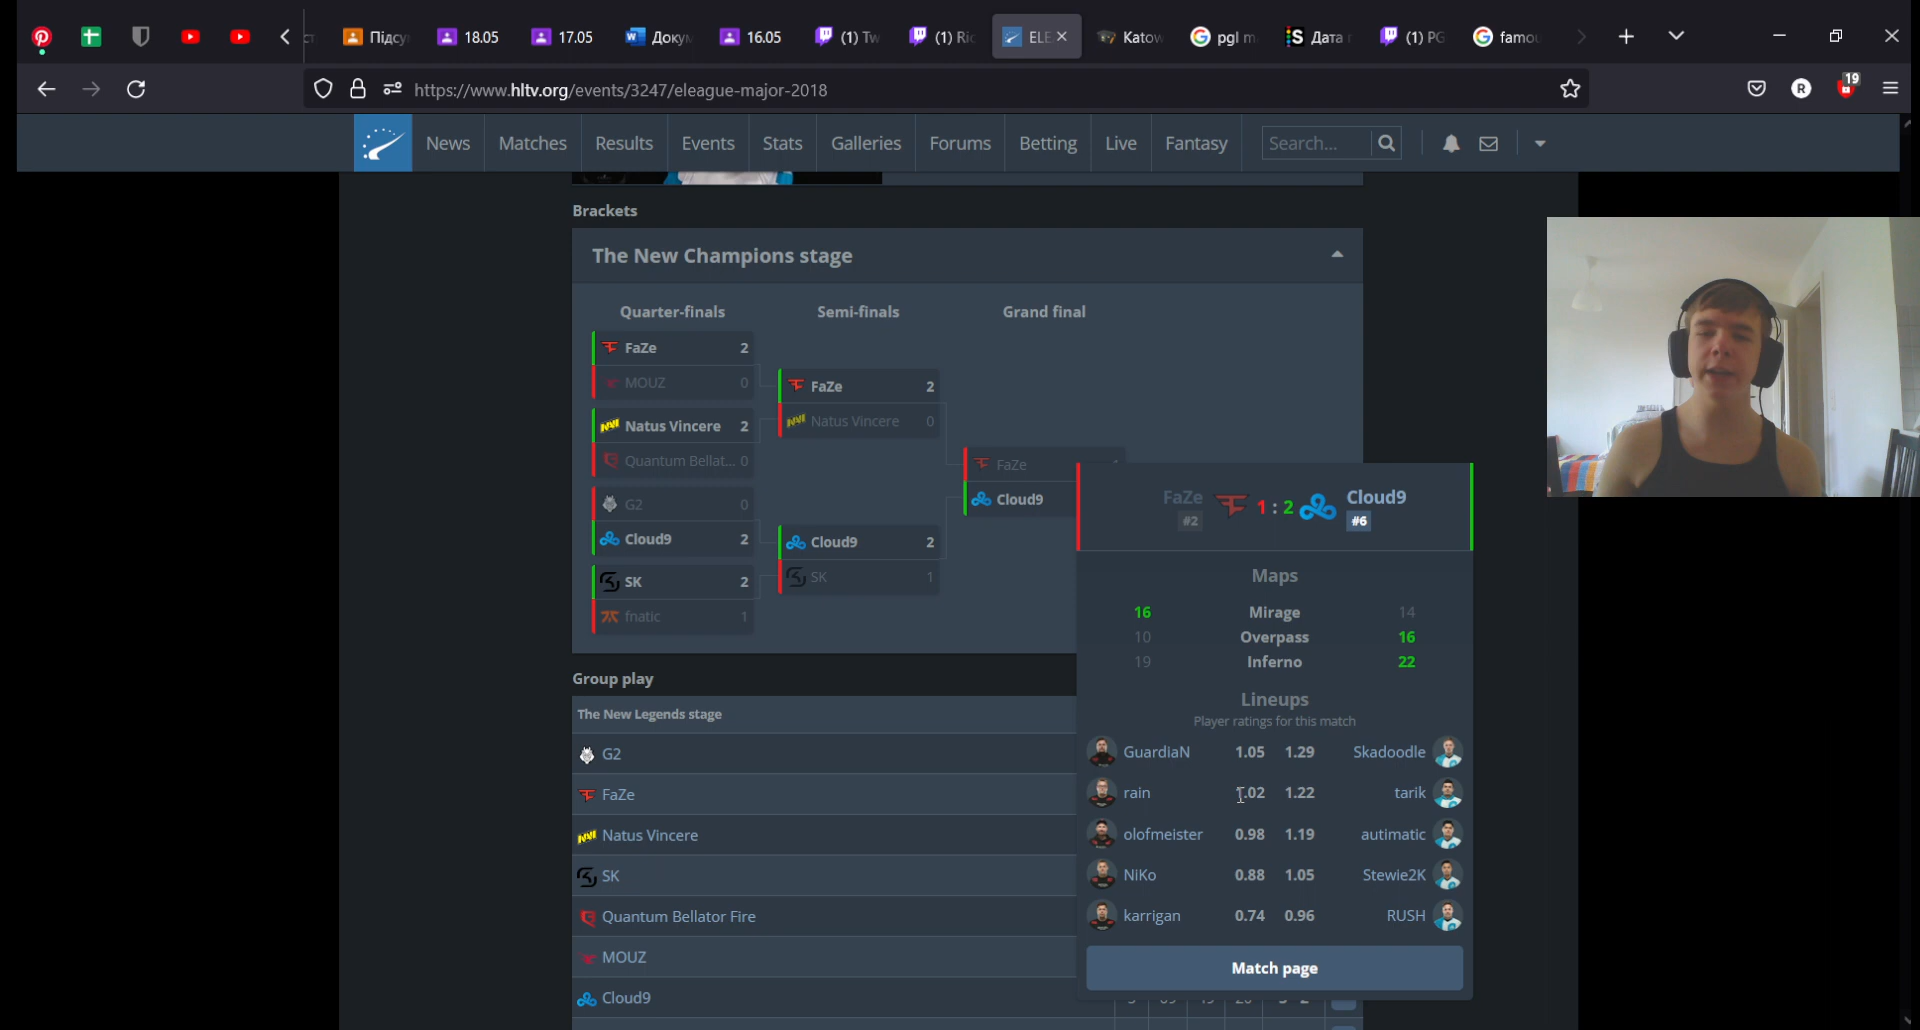 Підсу
18.05
17.05
Докум
16.05
(1) Tw
(1) Ric
ELE
Katow
pgl m
Дата
(1) PG
famou
https://www.hltv.org/events/3247/eleague-major-2018
R
19
News
Matches
Results
Events
Stats
Galleries
Forums
Betting
Live
Fantasy
Search...
Brackets
The New Champions stage
Quarter-finals
Semi-finals
Grand final
FaZe 2
MOUZ 0
Natus Vincere 2
Quantum Bellat... 0
G2 0
Cloud9 2
SK 2
fnatic 1
FaZe 2
Natus Vincere 0
Cloud9 2
SK 1
FaZe
Cloud9
FaZe 1 : 2 Cloud9
#2 #6
Maps
16 Mirage 14
10 Overpass 16
19 Inferno 22
Lineups
Player ratings for this match
GuardiaN 1.05 1.29 Skadoodle
rain 1.02 1.22 tarik
olofmeister 0.98 1.19 autimatic
NiKo 0.88 1.05 Stewie2K
karrigan 0.74 0.96 RUSH
Match page
Group play
The New Legends stage
G2
FaZe
Natus Vincere
SK
Quantum Bellator Fire
MOUZ
Cloud9